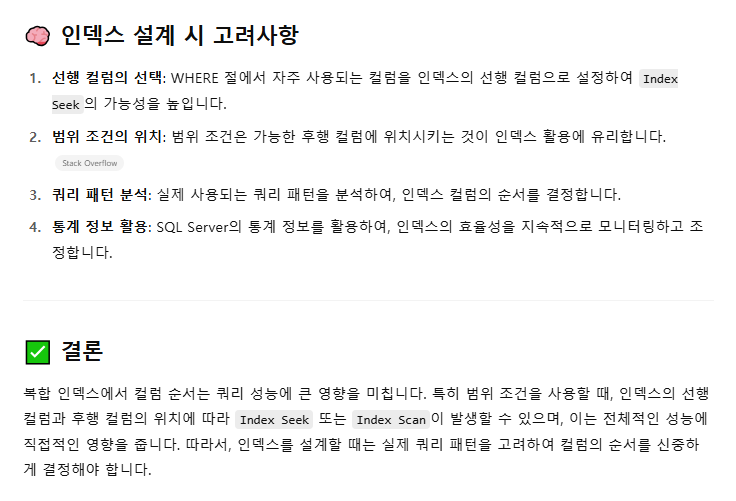 🧠 인덱스 설계 시 고려사항
1. 선행 컬럼의 선택: WHERE 절에서 자주 사용되는 컬럼을 인덱스의 선행 컬럼으로 설정하여 Index
Seek의 가능성을 높입니다.
2. 범위 조건의 위치: 범위 조건은 가능한 후행 컬럼에 위치시키는 것이 인덱스 활용에 유리합니다.
Stack Overflow
3. 쿼리 패턴 분석: 실제 사용되는 쿼리 패턴을 분석하여, 인덱스 컬럼의 순서를 결정합니다.
4. 통계 정보 활용: SQL Server의 통계 정보를 활용하여, 인덱스의 효율성을 지속적으로 모니터링하고 조
정합니다.
✅ 결론
복합 인덱스에서 컬럼 순서는 쿼리 성능에 큰 영향을 미칩니다. 특히 범위 조건을 사용할 때, 인덱스의 선행
컬럼과 후행 컬럼의 위치에 따라 Index Seek 또는 Index Scan이 발생할 수 있으며, 이는 전체적인 성능에
직접적인 영향을 줍니다. 따라서, 인덱스를 설계할 때는 실제 쿼리 패턴을 고려하여 컬럼의 순서를 신중하
게 결정해야 합니다.